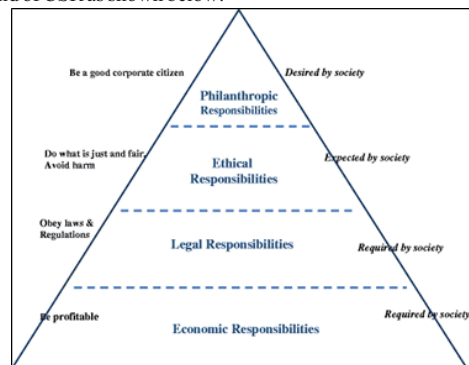 Be a good corporate citizen
Desired by society
Philanthropic
Responsibilities
Do what is just and fair,
Avoid harm
Expected by society
Ethical
Responsibilities
Obey laws &
Regulations
Legal Responsibilities
Required by society
Be profitable
Required by society
Economic Responsibilities